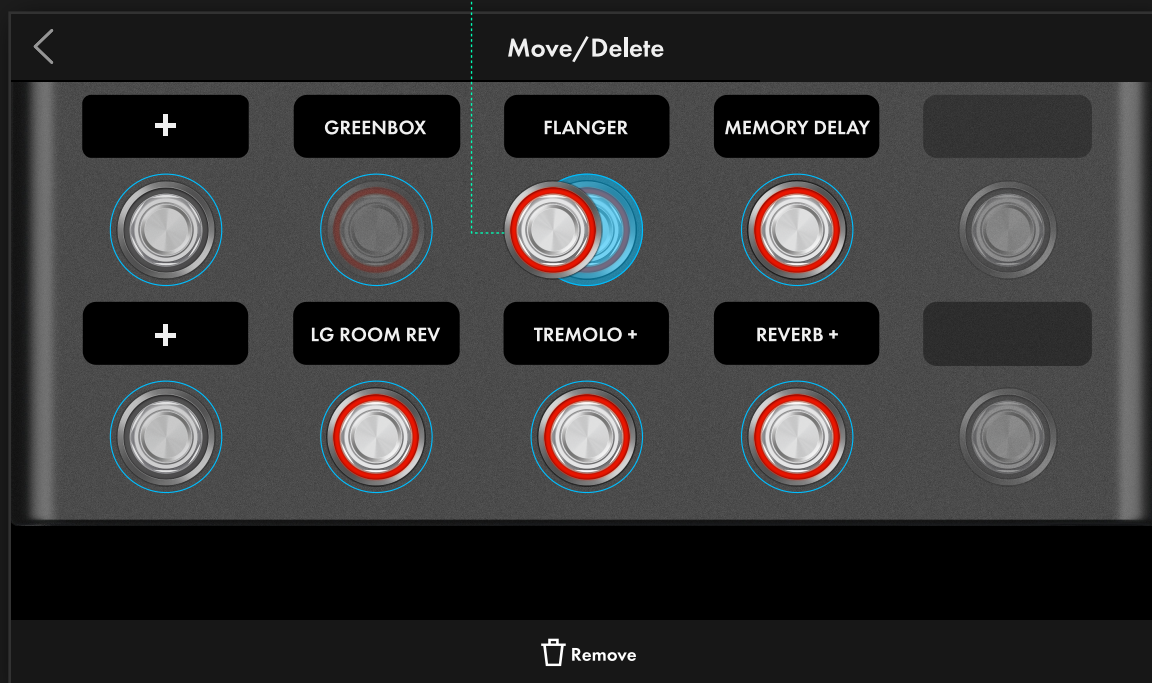 Move/Delete
+
GREENBOX
FLANGER
MEMORY DELAY
+
LG ROOM REV
TREMOLO +
REVERB +
Remove